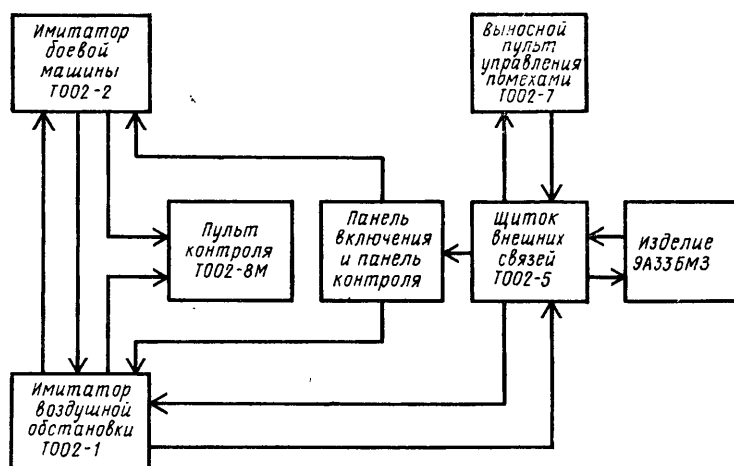 Имитатор
боевой
машины
Т002-2
Выносной
пульт
управления
помехами
Т002-7
Пульт
контроля
Т002-8М
Панель
включения
и панель
контроля
Щиток
внешних
связей
Т002-5
Изделие
9А33БМ3
Имитатор
воздушной
обстановки
Т002-1